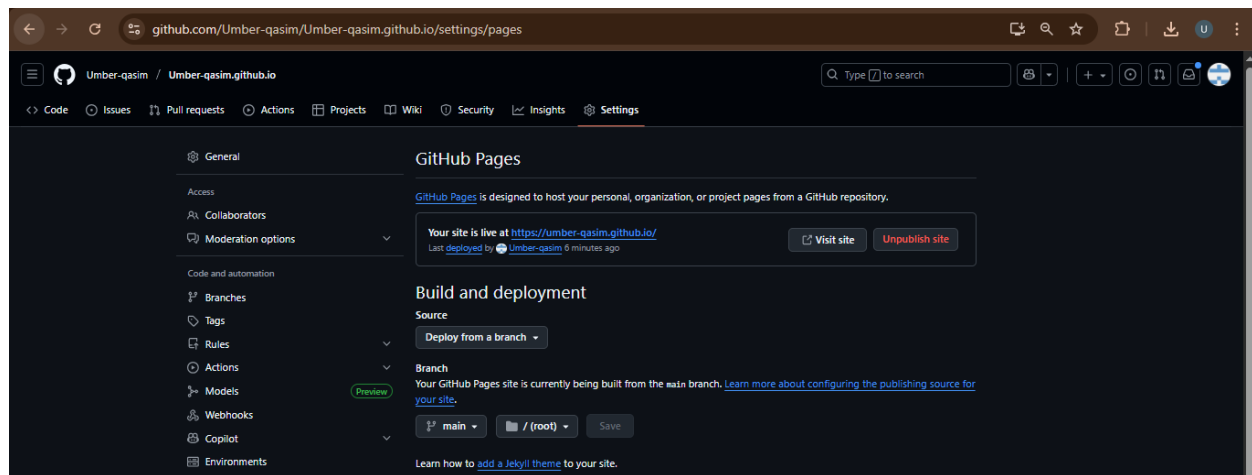 github.com/Umber-qasim/Umber-qasim.github.io/settings/pages
U
Umber-qasim / Umber-qasim.github.io
Type / to search
Code Issues Pull requests Actions Projects Wiki Security Insights Settings
General
Access
Collaborators
Moderation options
Code and automation
Branches
Tags
Rules
Actions
Models Preview
Webhooks
Copilot
Environments
GitHub Pages
GitHub Pages is designed to host your personal, organization, or project pages from a GitHub repository.
Your site is live at https://umber-qasim.github.io/
Last deployed by Umber-qasim 6 minutes ago
Visit site
Unpublish site
Build and deployment
Source
Deploy from a branch
Branch
Your GitHub Pages site is currently being built from the main branch. Learn more about configuring the publishing source for
your site.
main / (root) Save
Learn how to add a Jekyll theme to your site.